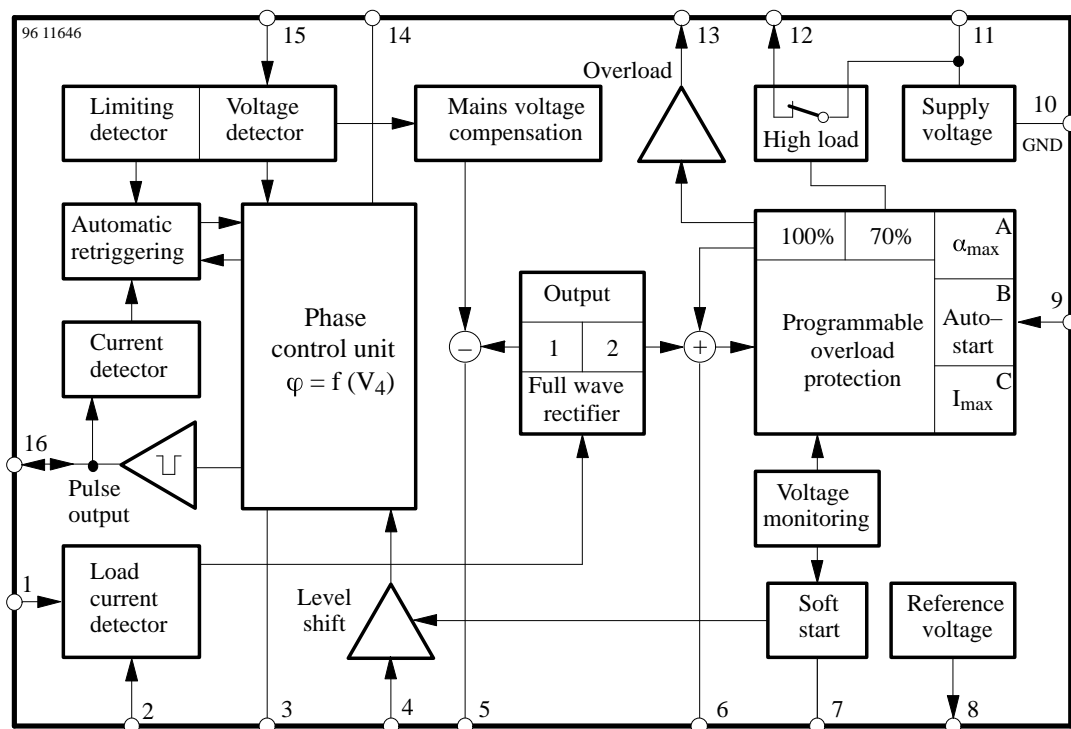 96 11646
15
14
13
12
11
Overload
Limiting
detector
Voltage
detector
Mains voltage
compensation
High load
Supply
voltage
10
GND
Automatic
retriggering
100%
70%
A
αmax
Phase
control unit
φ = f (V4)
Output
1
2
Full wave
rectifier
–
+
Programmable
overload
protection
B
Auto–
start
9
C
Imax
Current
detector
16
Pulse
output
Voltage
monitoring
1
Load
current
detector
Level
shift
Soft
start
Reference
voltage
2
3
4
5
6
7
8